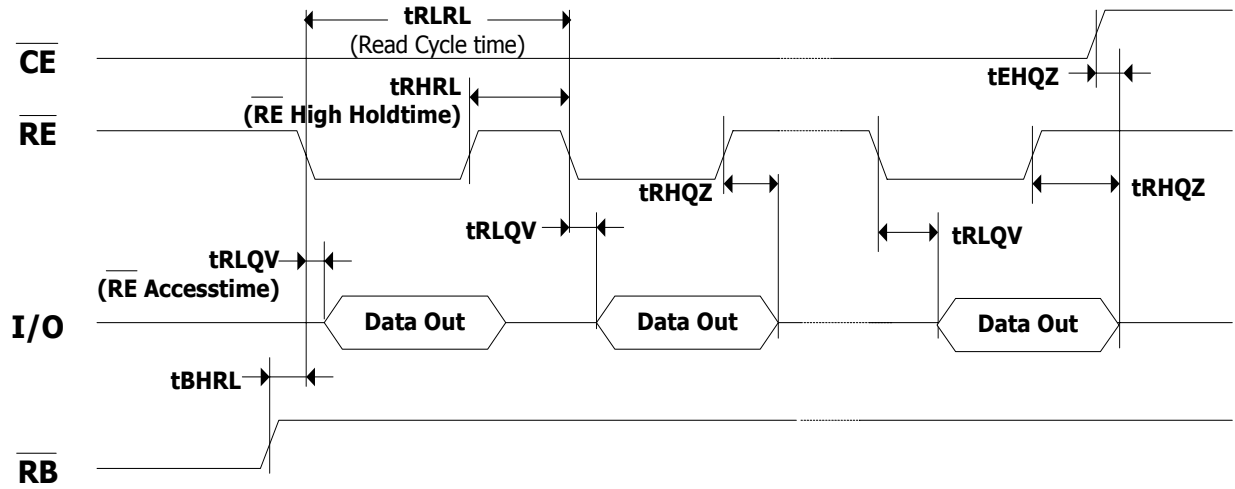 tRLRL
(Read Cycle time)
CE
tEHQZ
tRHRL
(RE High Holdtime)
RE
tRHQZ
tRHQZ
tRLQV
tRLQV
tRLQV
(RE Accesstime)
I/O
Data Out
Data Out
Data Out
tBHRL
RB